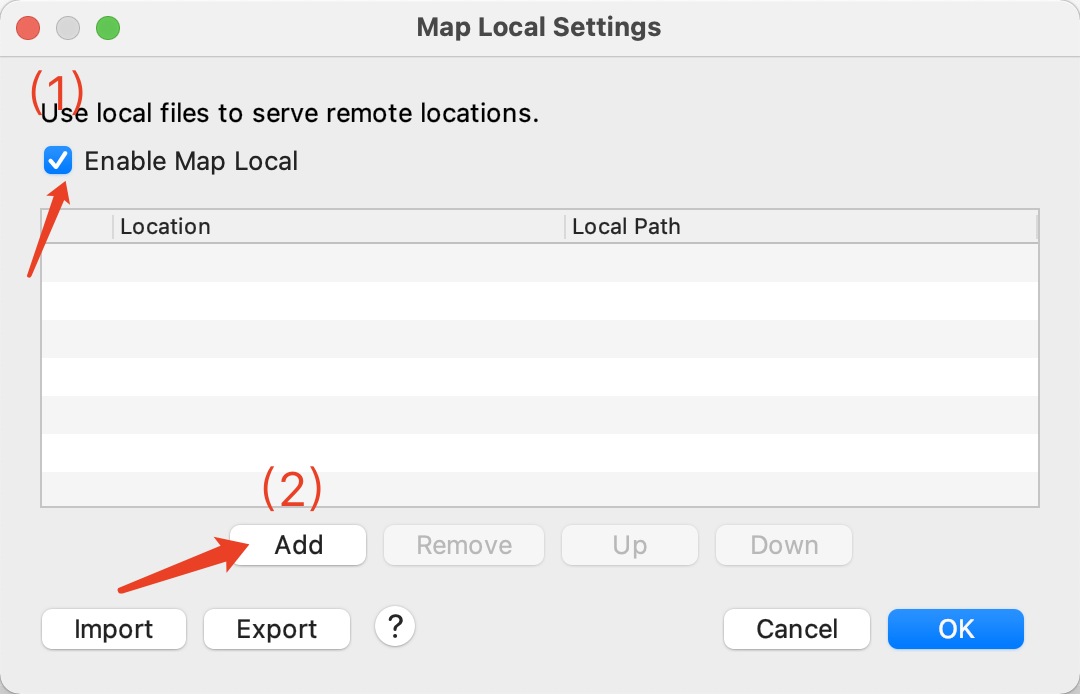 Map Local Settings
(1)
Use local files to serve remote locations.
Enable Map Local
Location Local Path
(2)
Add Remove Up Down
Import Export ? Cancel OK